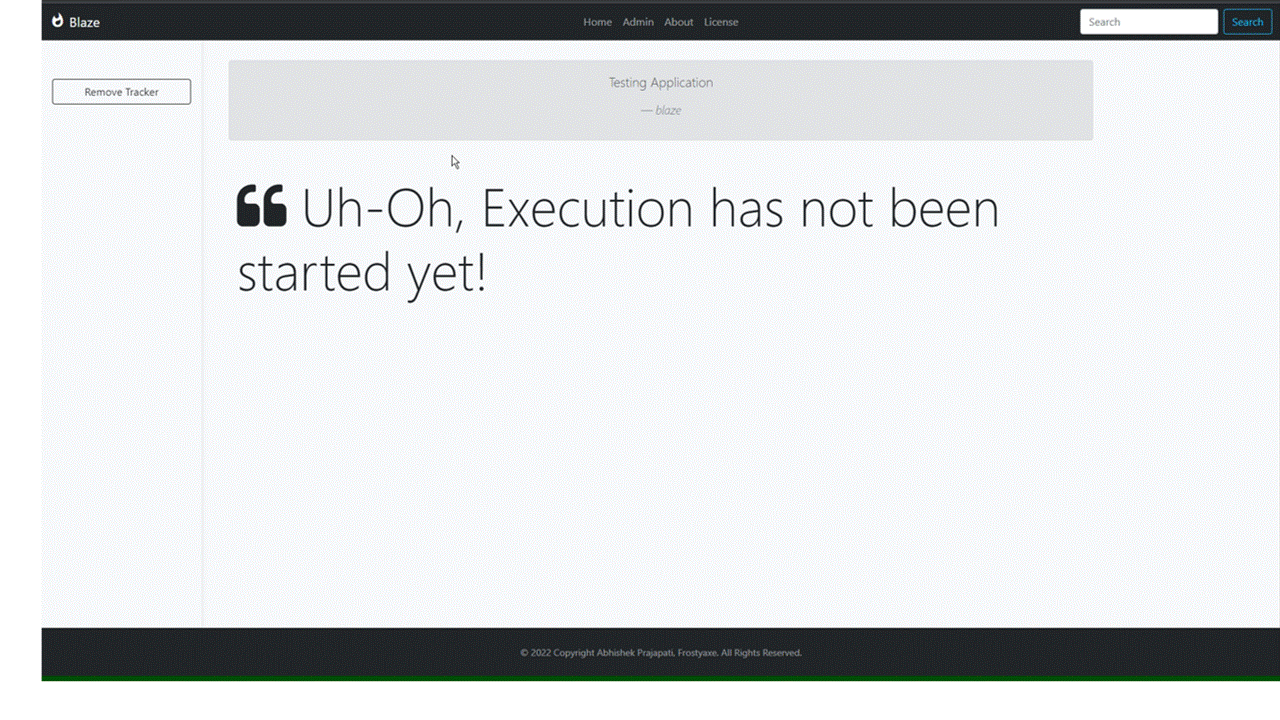 Blaze
Home Admin About License
Search Search
Remove Tracker
Testing Application
— blaze
Uh-Oh, Execution has not been
started yet!
© 2022 Copyright Abhishek Prajapati, Frostyaxe. All Rights Reserved.